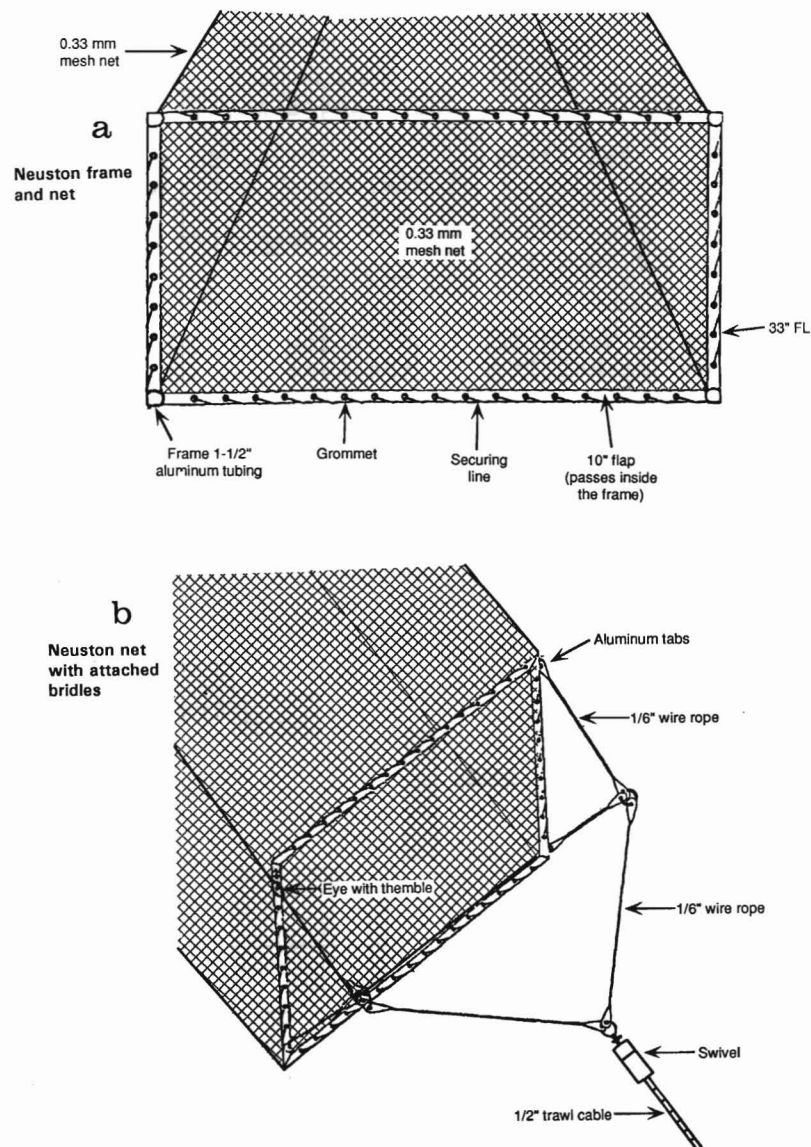 0.33 mm
mesh net
a
Neuston frame
and net
0.33 mm
mesh net
33" FL
Frame 1-1/2"
aluminum tubing
Grommet
Securing
line
10" flap
(passes inside
the frame)
b
Neuston net
with attached
bridles
Aluminum tabs
1/6" wire rope
Eye with themble
1/6" wire rope
Swivel
1/2" trawl cable